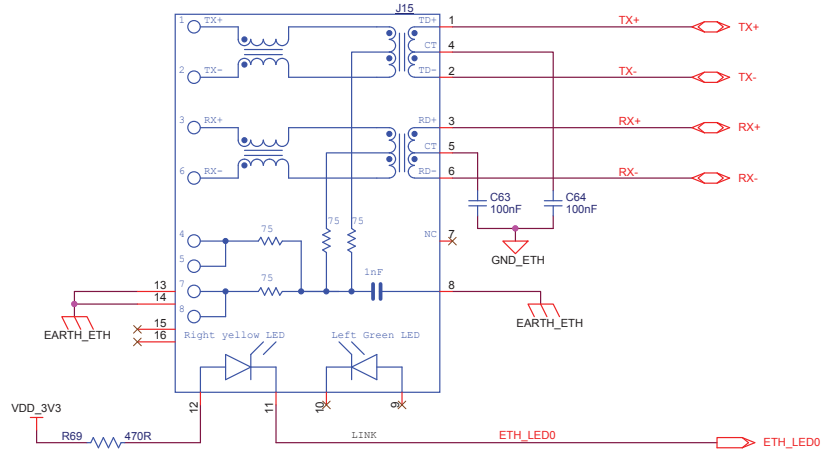 J15
1 TX+ TD+ 1 TX+ TX+
CT 4
2 TX- TD- 2 TX- TX-
3 RX+ RD+ 3 RX+ RX+
CT 5
6 RX- RD- 6 RX- RX-
C63 100nF
C64 100nF
75 75
4 75 NC 7
GND_ETH
5
7 75 1nF 8
13
14
8
EARTH_ETH
EARTH_ETH
15
16
Right yellow LED Left Green LED
VDD_3V3
12 11 10 9
R69 470R LINK ETH_LED0 ETH_LED0